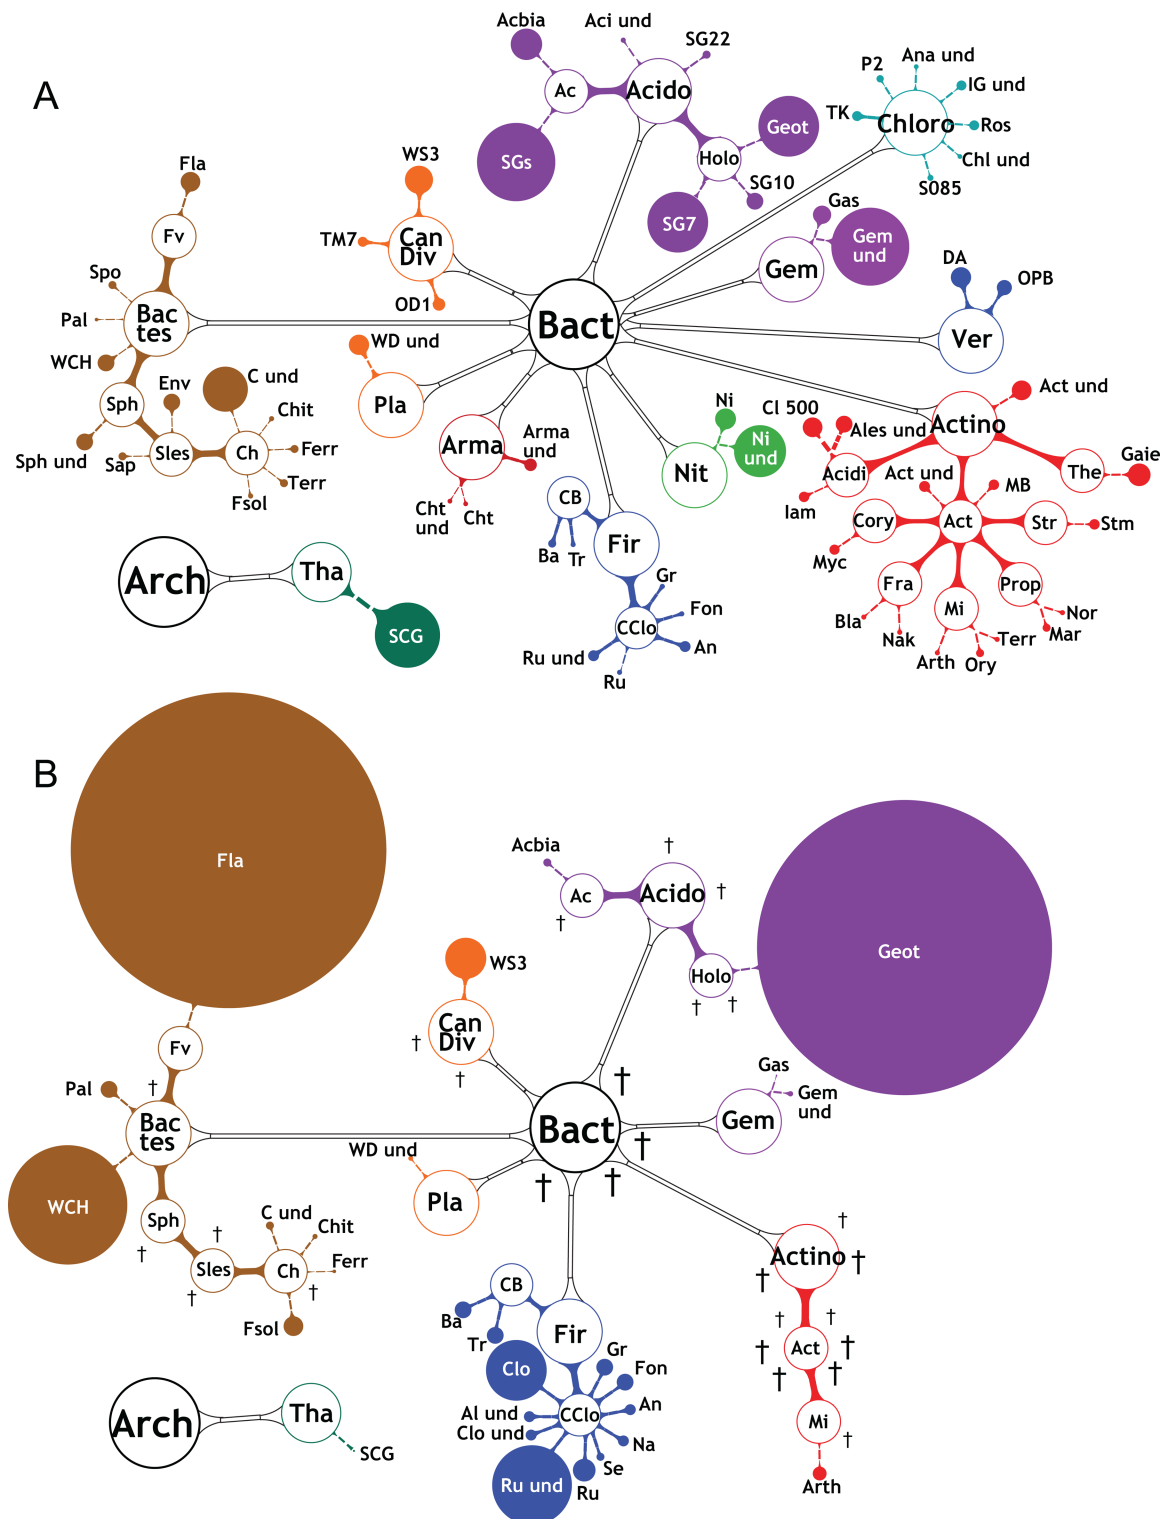 A
Acbia
Aci und
SG22
Ac
Acido
SGs
Geot
Holo
SG10
SG7
P2
Ana und
IG und
TK
Chloro
Ros
Chl und
S085
WS3
TM7
Can
Div
OD1
Gas
Gem
Gem
und
DA
OPB
Ver
Fla
Fv
Spo
Pal
Bac
tes
WCH
Sph
Env
C und
Chit
Sph und
Sap
Sles
Ch
Ferr
Terr
Fsol
Bact
WD und
Pla
Arma
Arma
und
Cht
und
Cht
Ni
Ni
und
Nit
CB
Ba
Tr
Fir
Gr
Fon
CClo
An
Ru und
Ru
Cl 500
Ales und
Actino
Act und
Acidi
Iam
Act und
MB
The
Gaie
Cory
Act
Str
Stm
Myc
Fra
Mi
Prop
Bla
Nak
Arth
Ory
Terr
Mar
Nor
Arch
Tha
SCG
B
Fla
Fv
Pal
†
Bac
tes
WCH
Sph
†
†
Sles
†
C und
Chit
Ch
Ferr
†
Fsol
WS3
Can
Div
†
†
Acbia
Ac
†
†
Acido
†
Holo
†
†
Geot
Bact
†
†
†
†
Gas
Gem
und
Gem
WD und
Pla
CB
Ba
Tr
Fir
Clo
Gr
Fon
Al und
Clo und
CClo
An
Na
Se
Ru und
Ru
†
Actino
†
†
†
†
†
Act
†
†
†
Mi
†
Arth
Arch
Tha
SCG